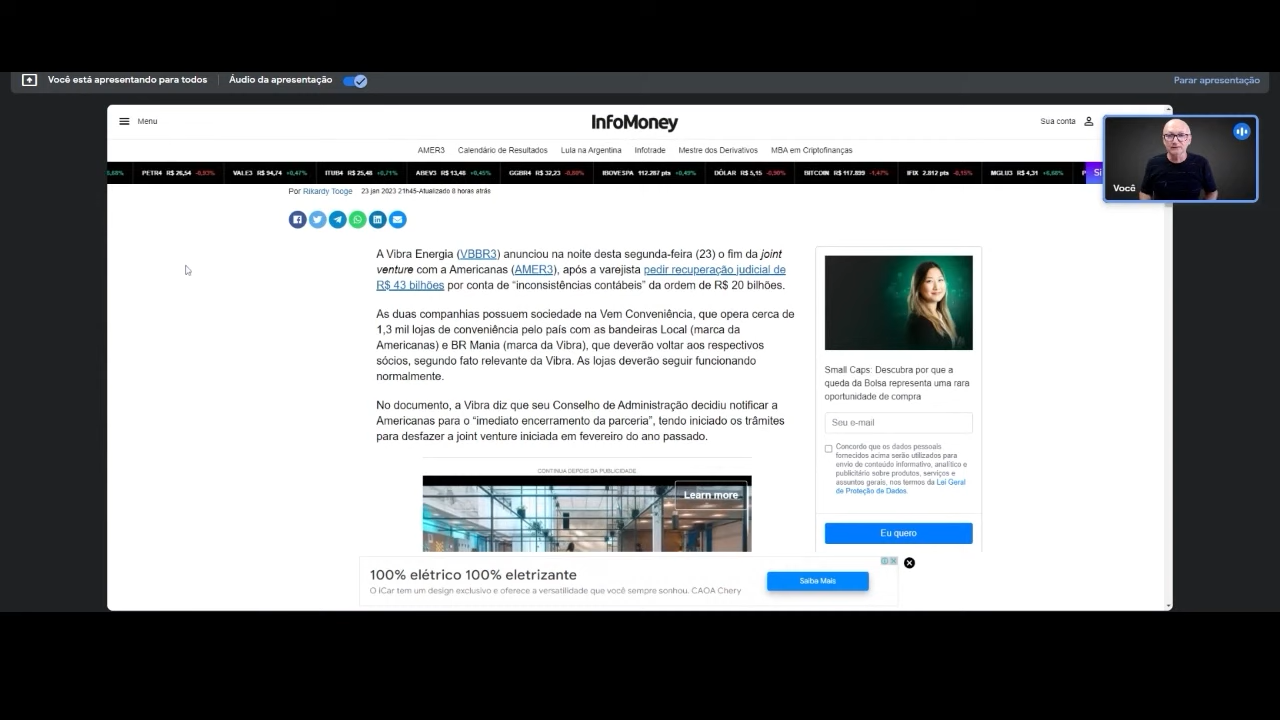 Você está apresentando para todos
Áudio da apresentação
Parar apresentação
Menu
InfoMoney
Sua conta
AMER3 Calendário de Resultados Lula na Argentina Infotrade Mestre dos Derivativos MBA em Criptofinanças
PETR4 R$ 26,54 -0,93% VALE3 R$ 94,74 +0,47% ITUB4 R$ 25,48 +0,71% ABEV3 R$ 13,48 +0,45% GGBR4 R$ 32,23 IBOVESPA 112.267 pts +0,49% DÓLAR R$ 5,15 -0,90% BITCOIN R$ 117.899 -1,47% IFIX 2.812 pts MGLU3 R$ 4,31
Você
Por Rikardy Tooge 23 jan 2023 21h45-Atualizado 8 horas atrás
A Vibra Energia (VBBR3) anunciou na noite desta segunda-feira (23) o fim da joint
venture com a Americanas (AMER3), após a varejista pedir recuperação judicial de
R$ 43 bilhões por conta de “inconsistências contábeis” da ordem de R$ 20 bilhões.
As duas companhias possuem sociedade na Vem Conveniência, que opera cerca de
1,3 mil lojas de conveniência pelo país com as bandeiras Local (marca da
Americanas) e BR Mania (marca da Vibra), que deverão voltar aos respectivos
sócios, segundo fato relevante da Vibra. As lojas deverão seguir funcionando
normalmente.
No documento, a Vibra diz que seu Conselho de Administração decidiu notificar a
Americanas para o “imediato encerramento da parceria”, tendo iniciado os trâmites
para desfazer a joint venture iniciada em fevereiro do ano passado.
CONTINUA DEPOIS DA PUBLICIDADE
Learn more
Small Caps: Descubra por que a
queda da Bolsa representa uma rara
oportunidade de compra
Seu e-mail
Concordo que os dados pessoais
fornecidos acima serão utilizados para
envio de conteúdo informativo, analítico e
publicitário sobre produtos, serviços e
assuntos gerais, nos termos da Lei Geral
de Proteção de Dados.
Eu quero
100% elétrico 100% eletrizante
O iCar tem um design exclusivo e oferece a versatilidade que você sempre sonhou. CAOA Chery
Saiba Mais